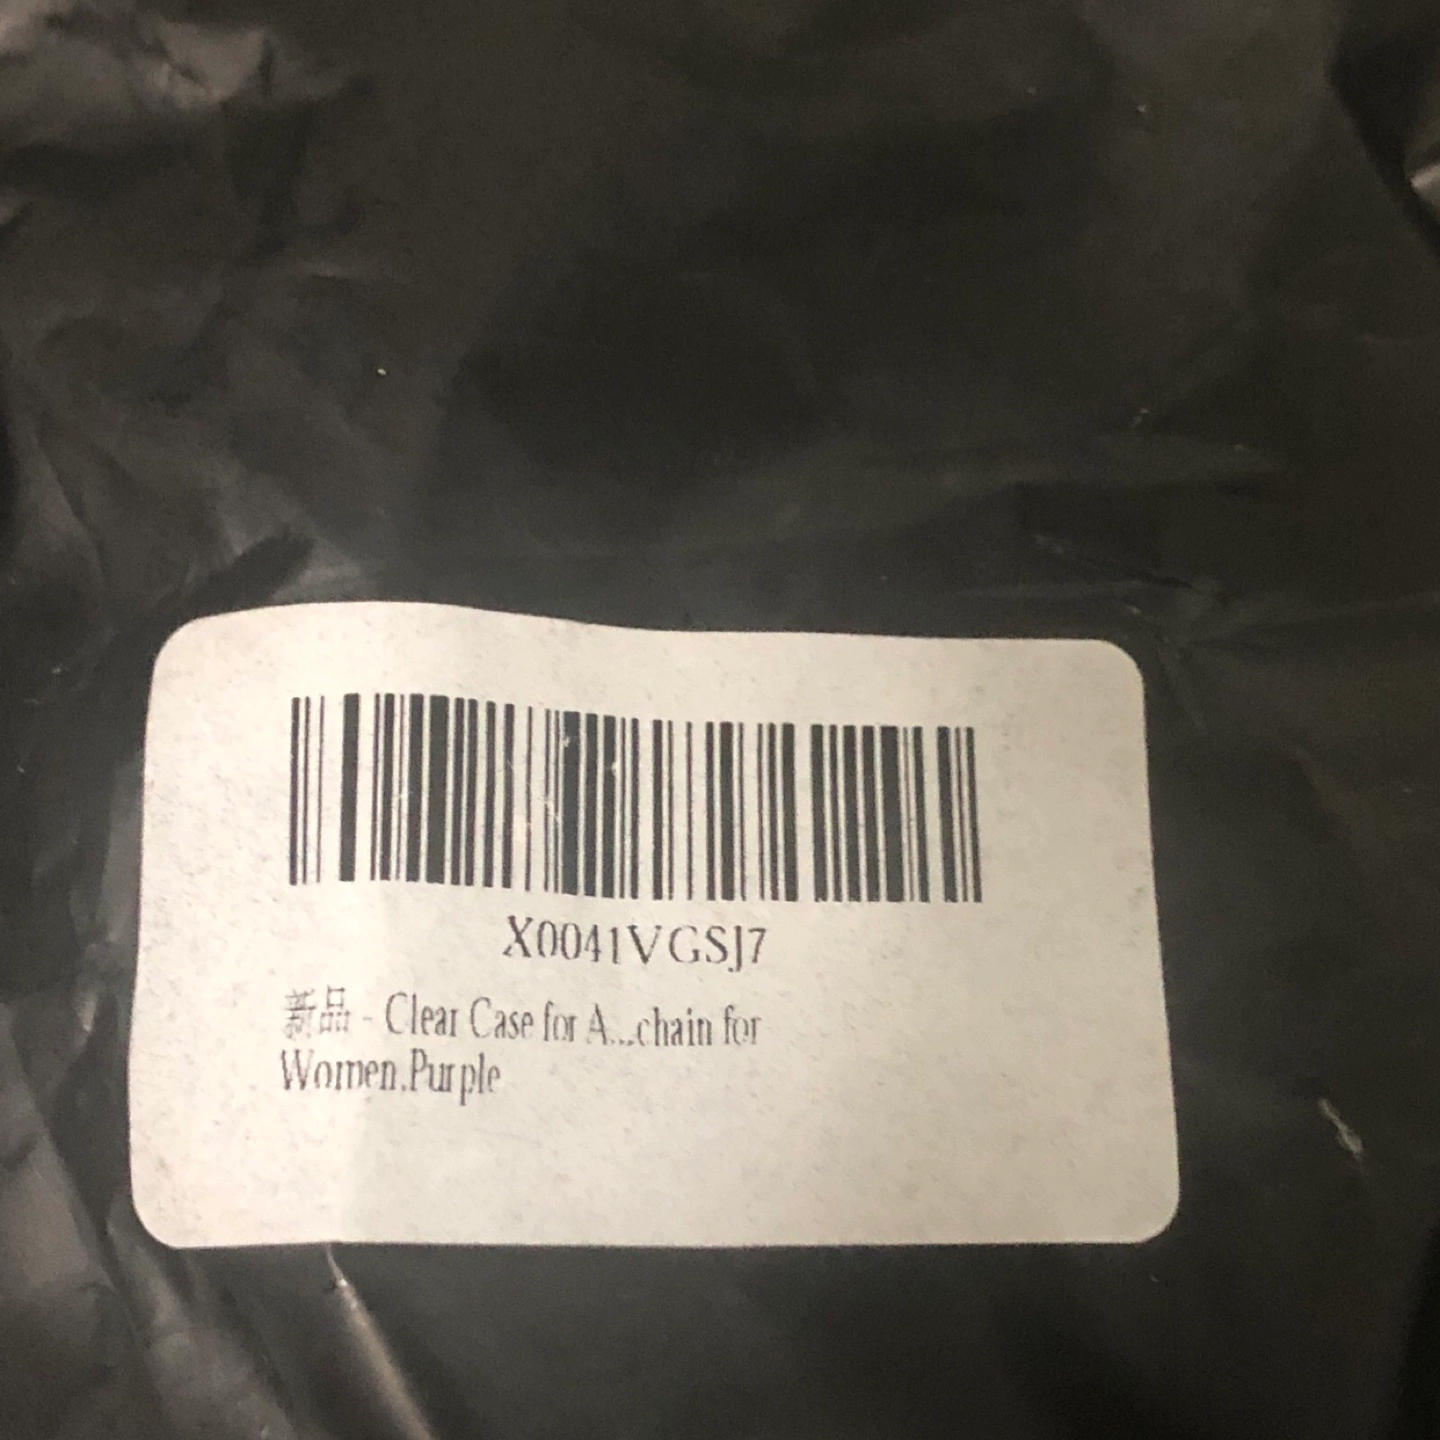 X0041VGSJ7
新品 - Clear Case for A...chain for
Women.Purple